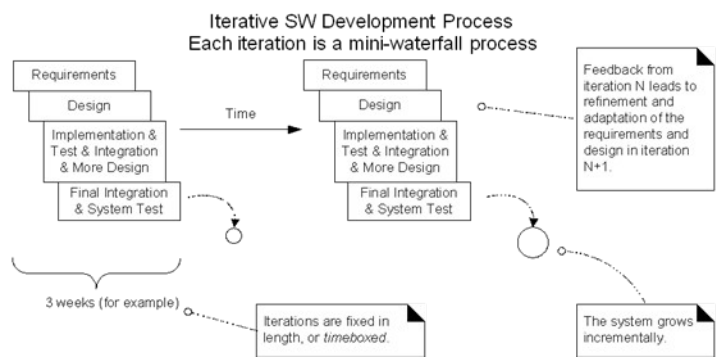 Iterative SW Development Process
Each iteration is a mini-waterfall process
Requirements
Design
Implementation &
Test & Integration
& More Design
Final Integration
& System Test
Time
Requirements
Design
Implementation &
Test & Integration
& More Design
Final Integration
& System Test
Feedback from
iteration N leads to
refinement and
adaptation of the
requirements and
design in iteration
N+1.
3 weeks (for example)
Iterations are fixed in
length, or timeboxed.
The system grows
incrementally.